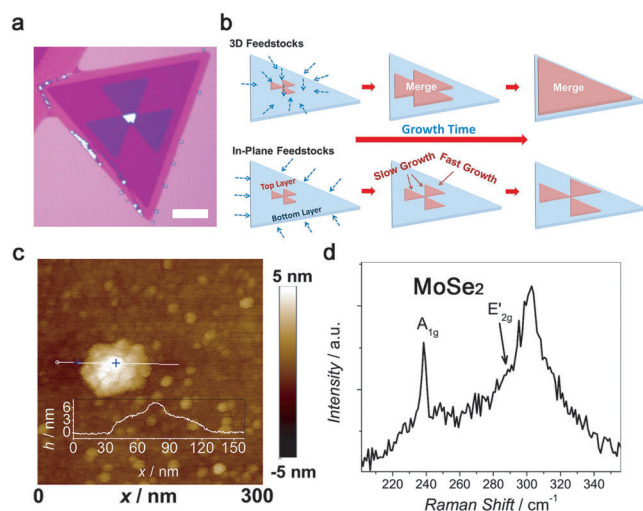 a
b
3D Feedstocks
Merge
Merge
Growth Time
In-Plane Feedstocks
Slow Growth
Fast Growth
Top Layer
Bottom Layer
c
5 nm
-5 nm
h / nm
6
3
0
0 30 60 90 120 150
x / nm
0 x / nm 300
d
MoSe2
A1g
E'2g
Intensity / a.u.
220 240 260 280 300 320 340
Raman Shift / cm-1